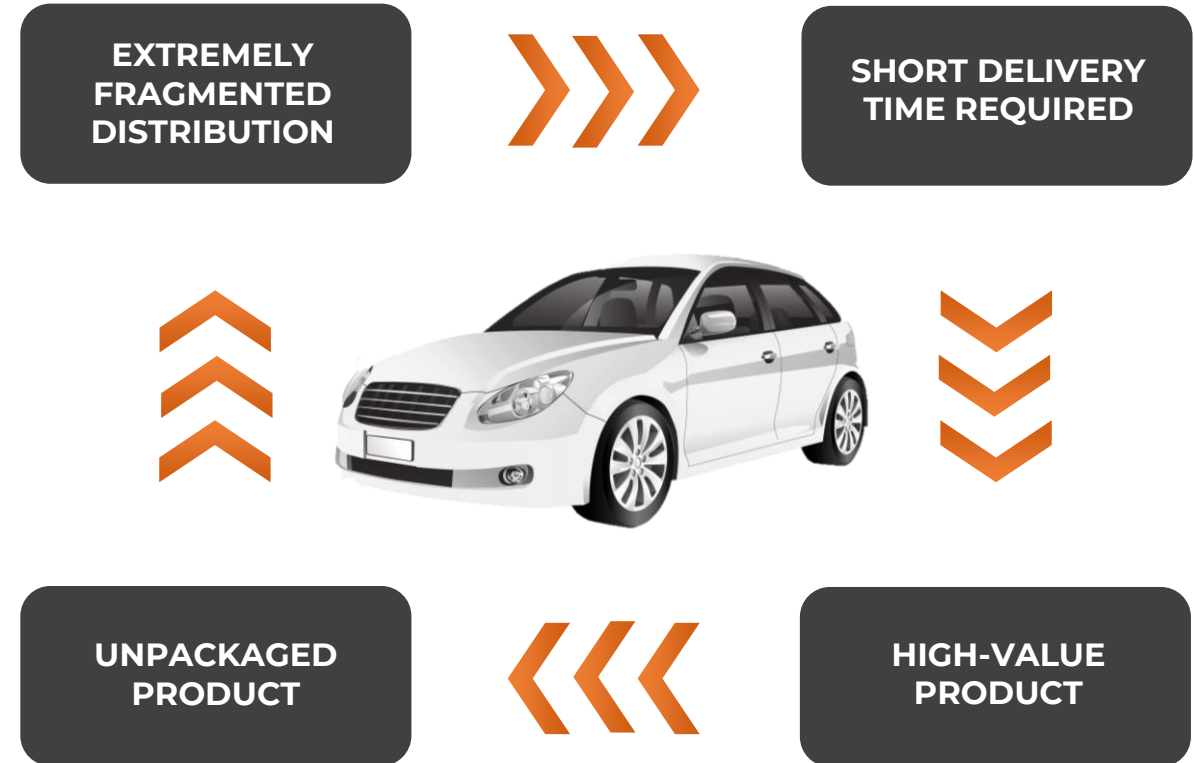 EXTREMELY
FRAGMENTED
DISTRIBUTION
SHORT DELIVERY
TIME REQUIRED
UNPACKAGED
PRODUCT
HIGH-VALUE
PRODUCT